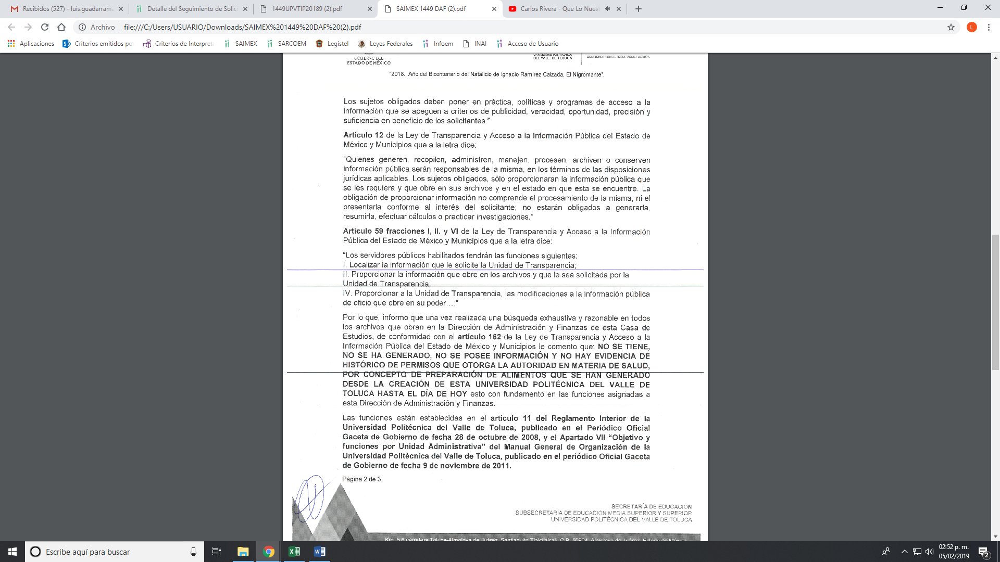 Recibidos (527) - luis.guadarrama
Detalle del Seguimiento de Solici
1449UPVTIP20189 (2).pdf
SAIMEX 1449 DAF (2).pdf
Carlos Rivera - Que Lo Nuest
Archivo
file:///C:/Users/USUARIO/Downloads/SAIMEX%201449%20DAF%20(2).pdf
L
Aplicaciones
Criterios emitidos po
Criterios de Interpreta
SAIMEX
SARCOEM
Legistel
Leyes Federales
Infoem
INAI
Acceso de Usuario
GOBIERNO DEL
ESTADO DE MÉXICO
UNIVERSIDAD POLITÉCNICA
DEL VALLE DE TOLUCA
DECISIONES FIRMES, RESULTADOS FUERTES.
"2018. Año del Bicentenario del Natalicio de Ignacio Ramírez Calzada, El Nigromante".
Los sujetos obligados deben poner en práctica, políticas y programas de acceso a la
información que se apeguen a criterios de publicidad, veracidad, oportunidad, precisión y
suficiencia en beneficio de los solicitantes."
Artículo 12 de la Ley de Transparencia y Acceso a la Información Pública del Estado de
México y Municipios que a la letra dice:
"Quienes generen, recopilen, administren, manejen, procesen, archiven o conserven
información pública serán responsables de la misma, en los términos de las disposiciones
jurídicas aplicables. Los sujetos obligados, sólo proporcionaran la información pública que
se les requiera y que obre en sus archivos y en el estado en que esta se encuentre. La
obligación de proporcionar información no comprende el procesamiento de la misma, ni el
presentarla conforme al interés del solicitante; no estarán obligados a generarla,
resumirla, efectuar cálculos o practicar investigaciones."
Artículo 59 fracciones I, II. y VI de la Ley de Transparencia y Acceso a la Información
Pública del Estado de México y Municipios que a la letra dice:
"Los servidores públicos habilitados tendrán las funciones siguientes:
I. Localizar la información que le solicite la Unidad de Transparencia;
II. Proporcionar la información que obre en los archivos y que le sea solicitada por la
Unidad de Transparencia;
IV. Proporcionar a la Unidad de Transparencia, las modificaciones a la información pública
de oficio que obre en su poder...;"
Por lo que, informo que una vez realizada una búsqueda exhaustiva y razonable en todos
los archivos que obran en la Dirección de Administración y Finanzas de esta Casa de
Estudios, de conformidad con el artículo 162 de la Ley de Transparencia y Acceso a la
Información Pública del Estado de México y Municipios le comento que; NO SE TIENE,
NO SE HA GENERADO, NO SE POSEE INFORMACIÓN Y NO HAY EVIDENCIA DE
HISTÓRICO DE PERMISOS QUE OTORGA LA AUTORIDAD EN MATERIA DE SALUD,
POR CONCEPTO DE PREPARACIÓN DE ALIMENTOS QUE SE HAN GENERADO
DESDE LA CREACIÓN DE ESTA UNIVERSIDAD POLITÉCNICA DEL VALLE DE
TOLUCA HASTA EL DÍA DE HOY esto con fundamento en las funciones asignadas a
esta Dirección de Administración y Finanzas.
Las funciones están establecidas en el artículo 11 del Reglamento Interior de la
Universidad Politécnica del Valle de Toluca, publicado en el Periódico Oficial
Gaceta de Gobierno de fecha 28 de octubre de 2008, y el Apartado VII "Objetivo y
funciones por Unidad Administrativa" del Manual General de Organización de la
Universidad Politécnica del Valle de Toluca, publicado en el periódico Oficial Gaceta
de Gobierno de fecha 9 de noviembre de 2011.
Página 2 de 3.
SECRETARÍA DE EDUCACIÓN
SUBSECRETARÍA DE EDUCACIÓN MEDIA SUPERIOR Y SUPERIOR
UNIVERSIDAD POLITÉCNICA DEL VALLE DE TOLUCA
Km. 5.6 carretera Toluca-Almoloya de Juárez, Santiaguito Tlalcilalcali, C.P. 50904, Almoloya de Juárez, Estado de México.
Escribe aquí para buscar
02:52 p. m.
05/02/2019
2